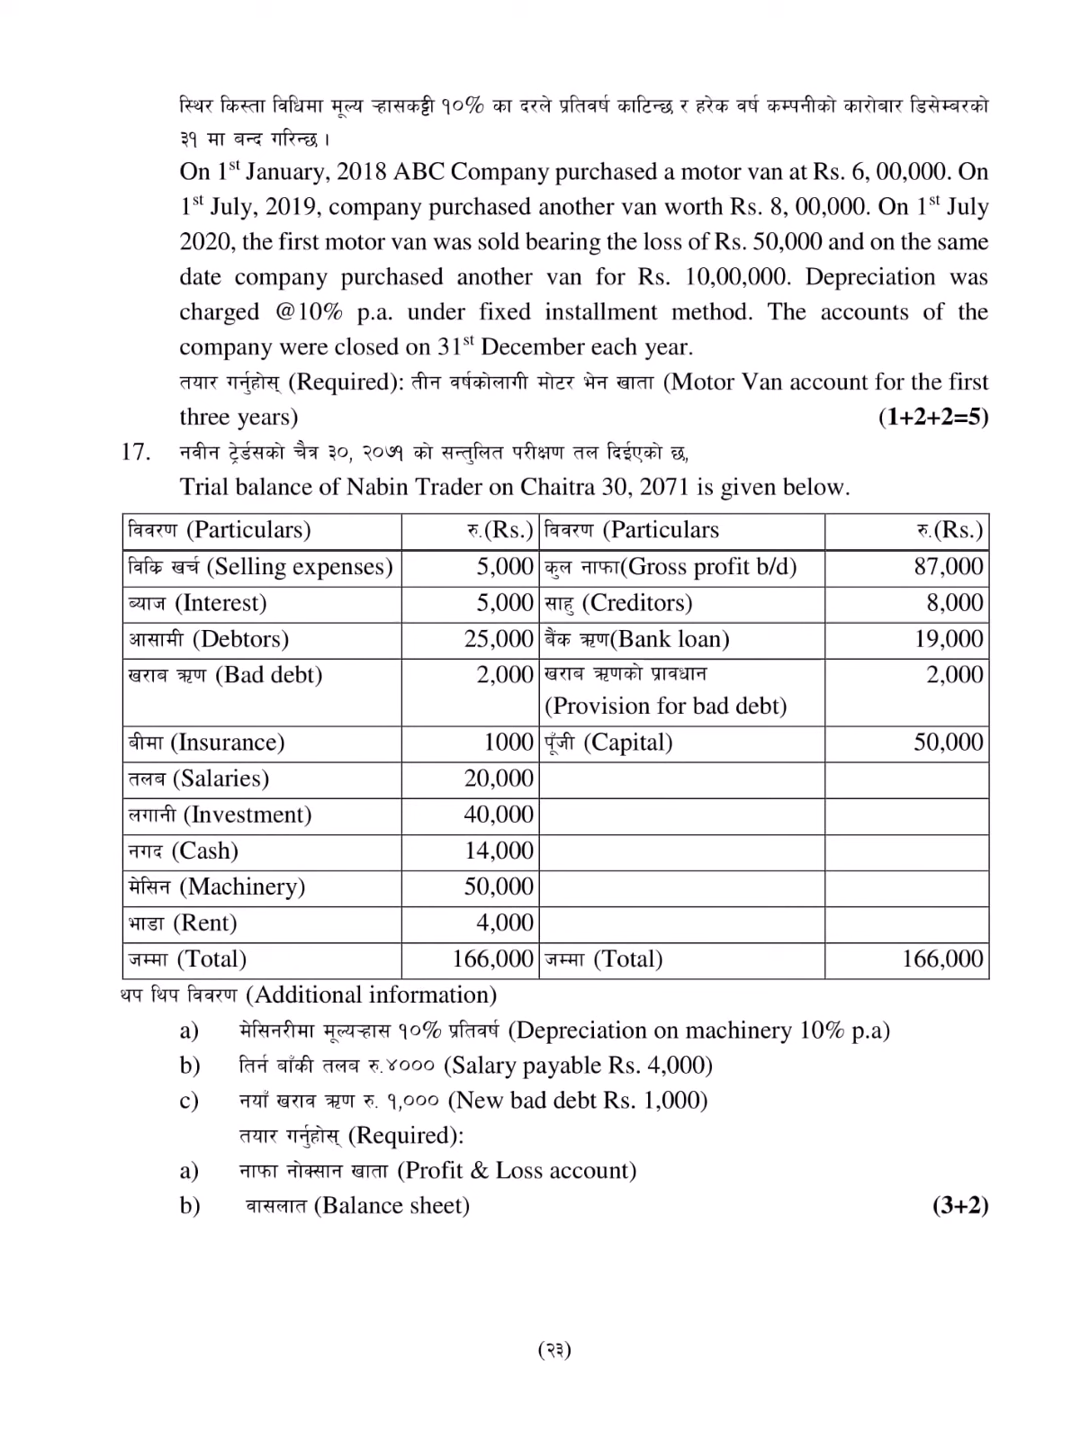 स्थिर किस्ता विधिमा मूल्य ऱ्हासकट्टी १०% का दरले प्रतिवर्ष काटिन्छ र हरेक वर्ष कम्पनीको कारोबार डिसेम्बरको
३१ मा बन्द गरिन्छ ।
On 1st January, 2018 ABC Company purchased a motor van at Rs. 6, 00,000. On
1st July, 2019, company purchased another van worth Rs. 8, 00,000. On 1st July
2020, the first motor van was sold bearing the loss of Rs. 50,000 and on the same
date company purchased another van for Rs. 10,00,000. Depreciation was
charged @10% p.a. under fixed installment method. The accounts of the
company were closed on 31st December each year.
तयार गर्नुहोस् (Required): तीन वर्षकोलागी मोटर भेन खाता (Motor Van account for the first
three years) (1+2+2=5)
17. नवीन ट्रेर्डसको चैत्र ३०, २०७१ को सन्तुलित परीक्षण तल दिईएको छ,
Trial balance of Nabin Trader on Chaitra 30, 2071 is given below.
विवरण (Particulars) रु.(Rs.) विवरण (Particulars रु.(Rs.)
विक्रि खर्च (Selling expenses) 5,000 कुल नाफा(Gross profit b/d) 87,000
ब्याज (Interest) 5,000 साहु (Creditors) 8,000
आसामी (Debtors) 25,000 बैंक ऋण(Bank loan) 19,000
खराब ऋण (Bad debt) 2,000 खराब ऋणको प्रावधान 2,000
(Provision for bad debt)
बीमा (Insurance) 1000 पूँजी (Capital) 50,000
तलब (Salaries) 20,000
लगानी (Investment) 40,000
नगद (Cash) 14,000
मेसिन (Machinery) 50,000
भाडा (Rent) 4,000
जम्मा (Total) 166,000 जम्मा (Total) 166,000
थप थिप विवरण (Additional information)
a) मेसिनरीमा मूल्यऱ्हास १०% प्रतिवर्ष (Depreciation on machinery 10% p.a)
b) तिर्न बाँकी तलब रु.४००० (Salary payable Rs. 4,000)
c) नयाँ खराव ऋण रु. १,००० (New bad debt Rs. 1,000)
तयार गर्नुहोस् (Required):
a) नाफा नोक्सान खाता (Profit & Loss account)
b) वासलात (Balance sheet) (3+2)
(२३)